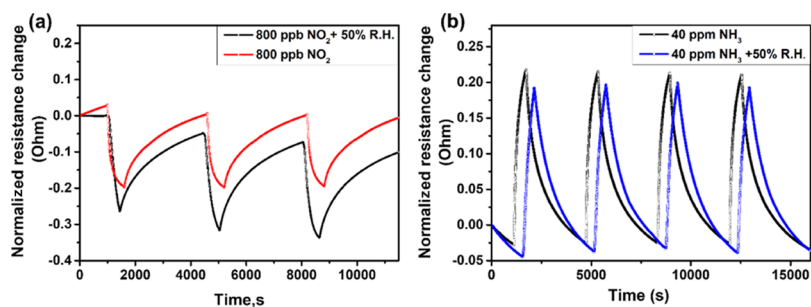 (a)
800 ppb NO₂+ 50% R.H.
800 ppb NO₂
Normalized resistance change
(Ohm)
0.3
0.2
0.1
0.0
-0.1
-0.2
-0.3
-0.4
0 2000 4000 6000 8000 10000
Time,s
(b)
40 ppm NH₃
40 ppm NH₃ +50% R.H.
Normalized resistance change
(Ohm)
0.25
0.20
0.15
0.10
0.05
0.00
-0.05
0 5000 10000 15000
Time (s)